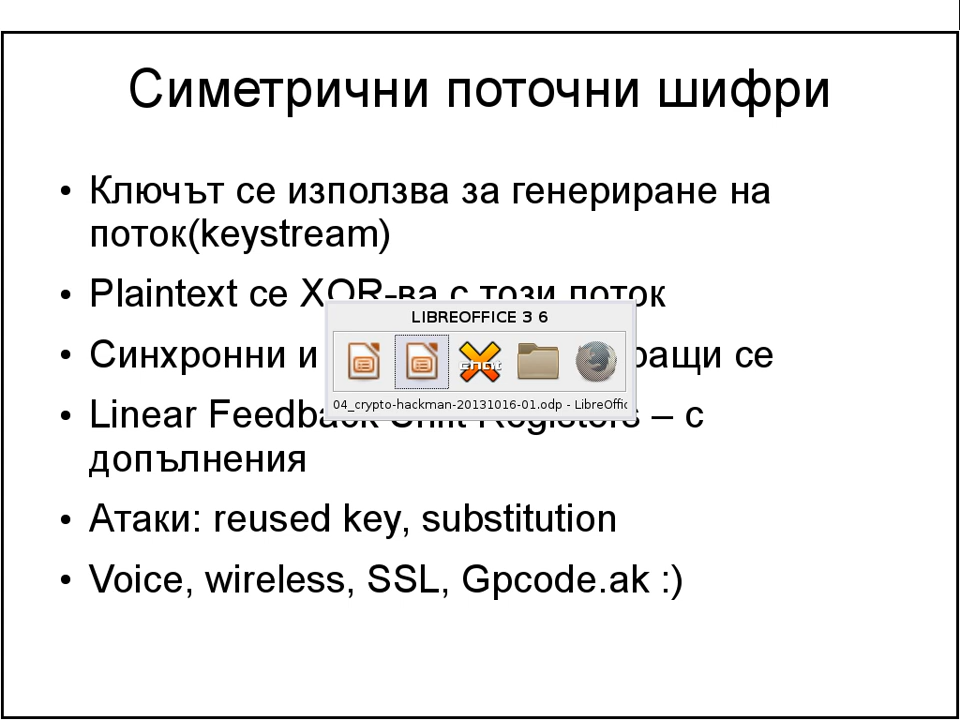 Симетрични поточни шифри
• Ключът се използва за генериране на
поток(keystream)
• Plaintext се XOR-ва с този поток
LIBREOFFICE 3 6
• Синхронни и се
chat
04_crypto-hackman-20131016-01.odp - LibreOffic
• Linear Feedback Shift Registers – с
допълнения
• Атаки: reused key, substitution
• Voice, wireless, SSL, Gpcode.ak :)